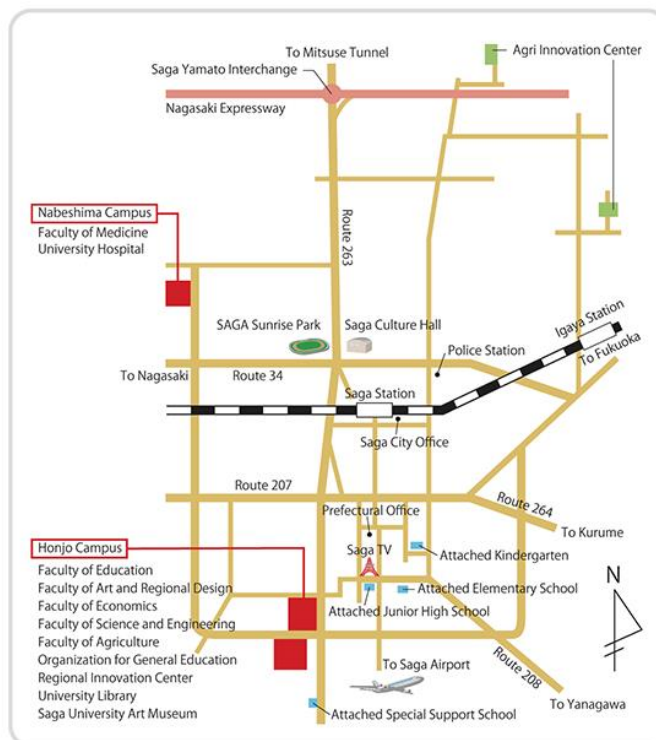 To Mitsuse Tunnel
Agri Innovation Center
Saga Yamato Interchange
Nagasaki Expressway
Nabeshima Campus
Faculty of Medicine
University Hospital
Route 263
SAGA Sunrise Park
Saga Culture Hall
Igaya Station
Police Station
To Fukuoka
To Nagasaki
Route 34
Saga Station
Saga City Office
Route 207
Route 264
Prefectural Office
To Kurume
Honjo Campus
Saga TV
Attached Kindergarten
Faculty of Education
Faculty of Art and Regional Design
Faculty of Economics
Faculty of Science and Engineering
Faculty of Agriculture
Organization for General Education
Regional Innovation Center
University Library
Saga University Art Museum
Attached Elementary School
Attached Junior High School
N
To Saga Airport
Route 208
To Yanagawa
Attached Special Support School